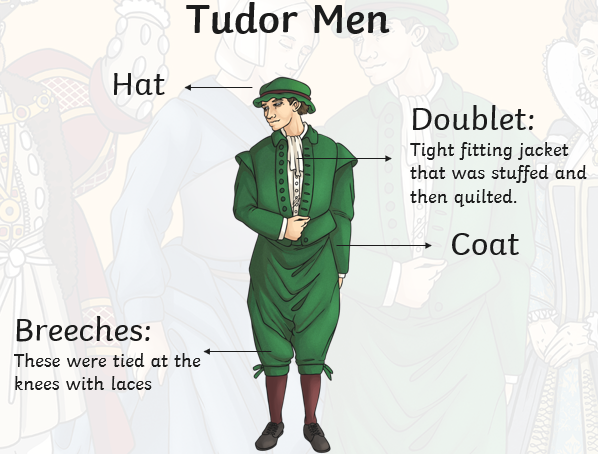 Tudor Men
Hat
Doublet:
Tight fitting jacket
that was stuffed and
then quilted.
Coat
Breeches:
These were tied at the
knees with laces